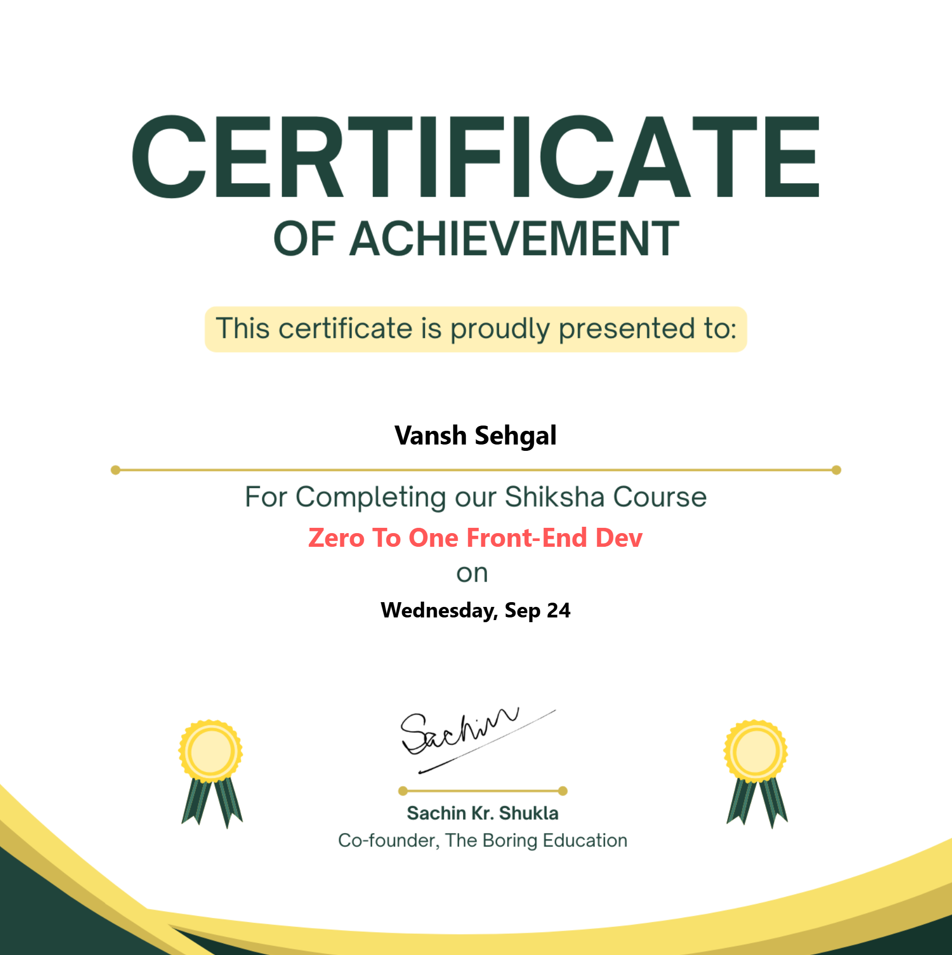 CERTIFICATE
OF ACHIEVEMENT
This certificate is proudly presented to:
Vansh Sehgal
For Completing our Shiksha Course
Zero To One Front-End Dev
on
Wednesday, Sep 24
Sachin
Sachin Kr. Shukla
Co-founder, The Boring Education